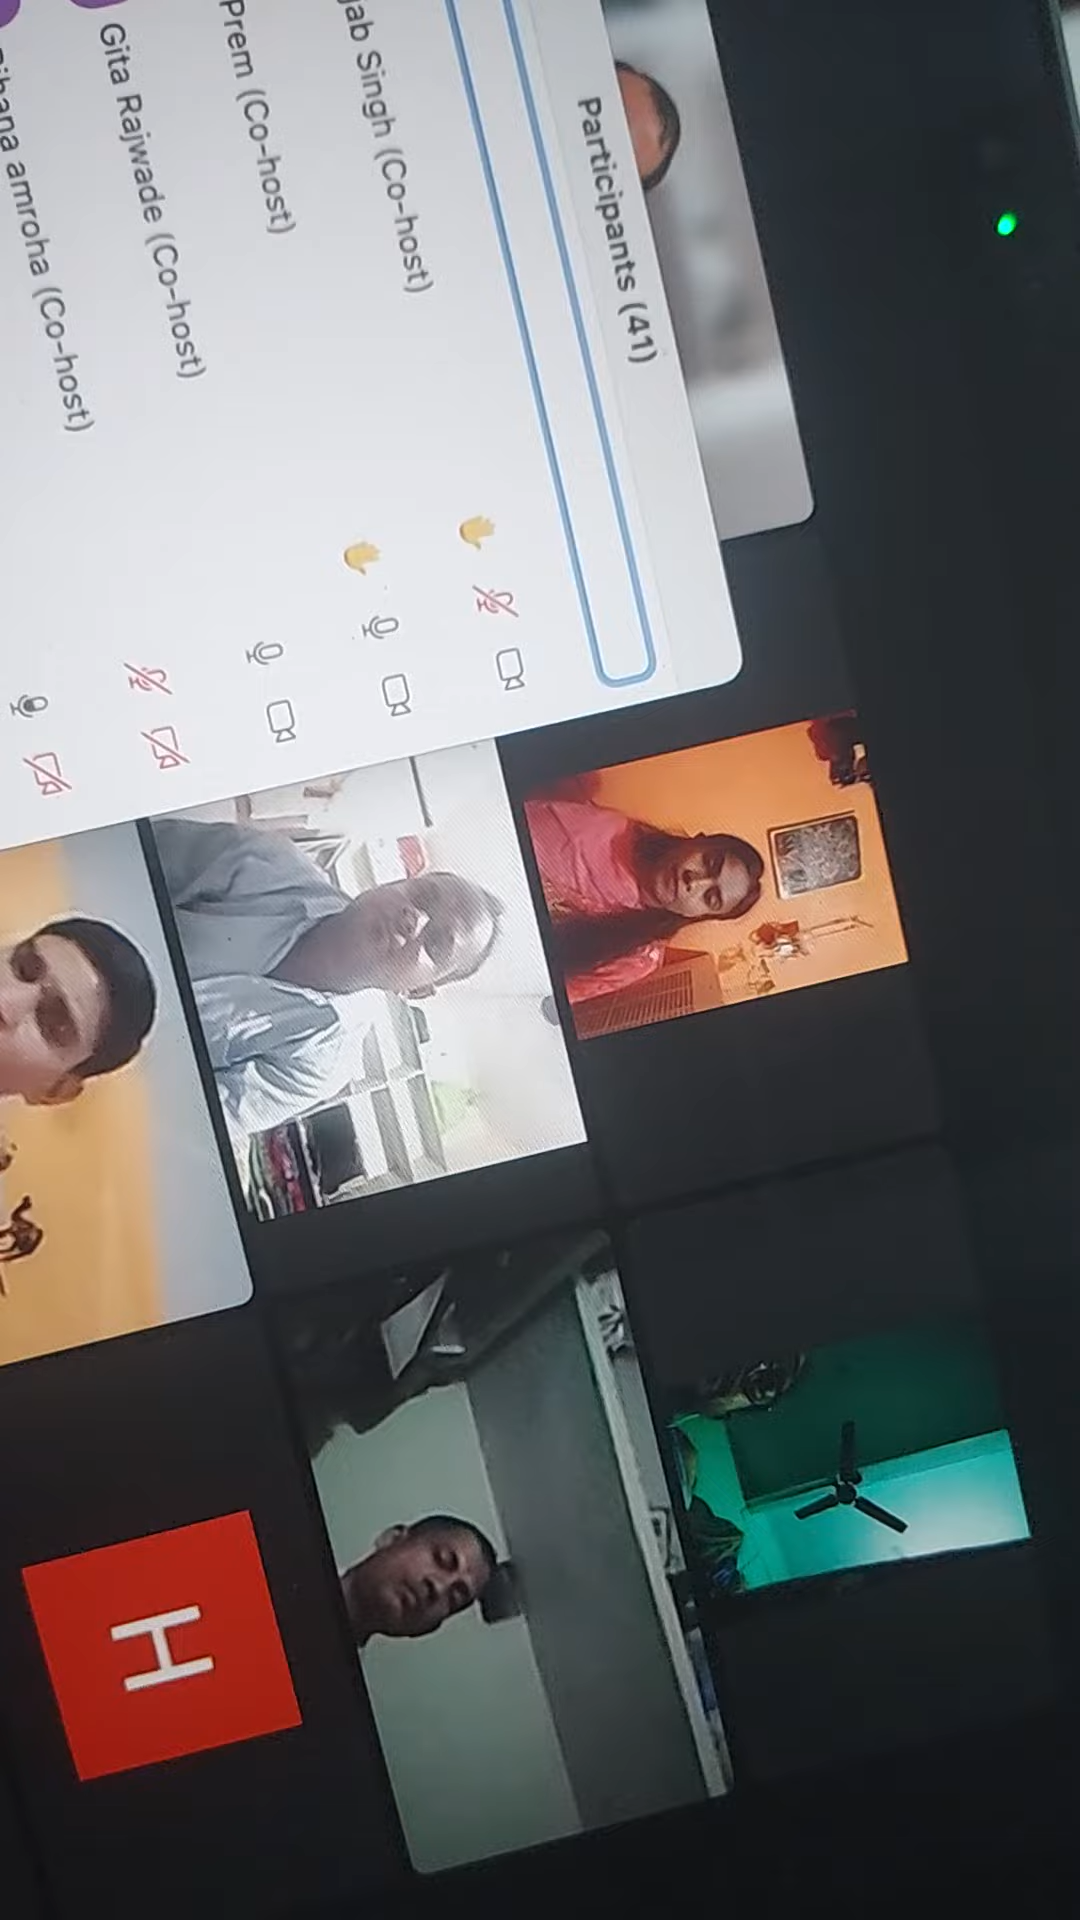 Participants (41)
Singh (Co-host)
Prem (Co-host)
Gita Rajwade (Co-host)
amroha (Co-host)
H